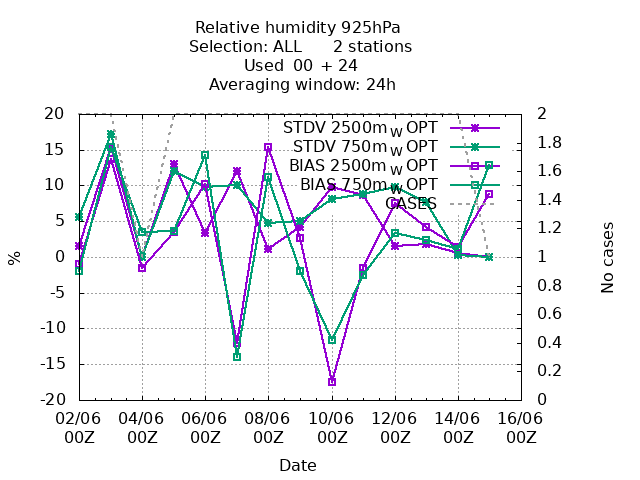 Relative humidity 925hPa
Selection: ALL 2 stations
Used 00 + 24
Averaging window: 24h
20 2
STDV 2500m W OPT
15 1.8
STDV 750m W OPT
10 1.6
BIAS 2500m W OPT
5 1.4
BIAS 750m W OPT
0 1.2
CASES
-5 1
-10 0.8
-15 0.6
-20 0.4
0.2
0
%
No cases
02/06 04/06 06/06 08/06 10/06 12/06 14/06 16/06
00Z 00Z 00Z 00Z 00Z 00Z 00Z 00Z
Date